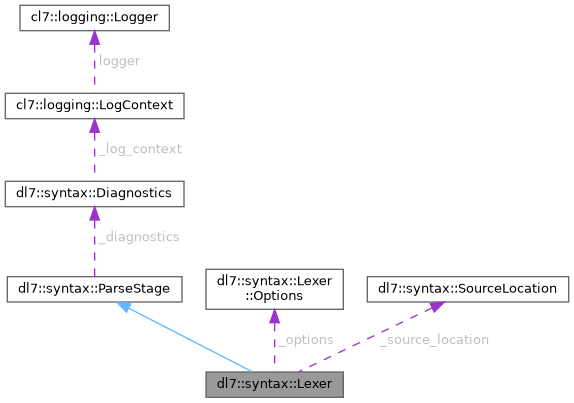 cl7::logging::Logger
logger
cl7::logging::LogContext
_log_context
dl7::syntax::Diagnostics
_diagnostics
dl7::syntax::ParseStage
dl7::syntax::Lexer
::Options
dl7::syntax::SourceLocation
_options
_source_location
dl7::syntax::Lexer